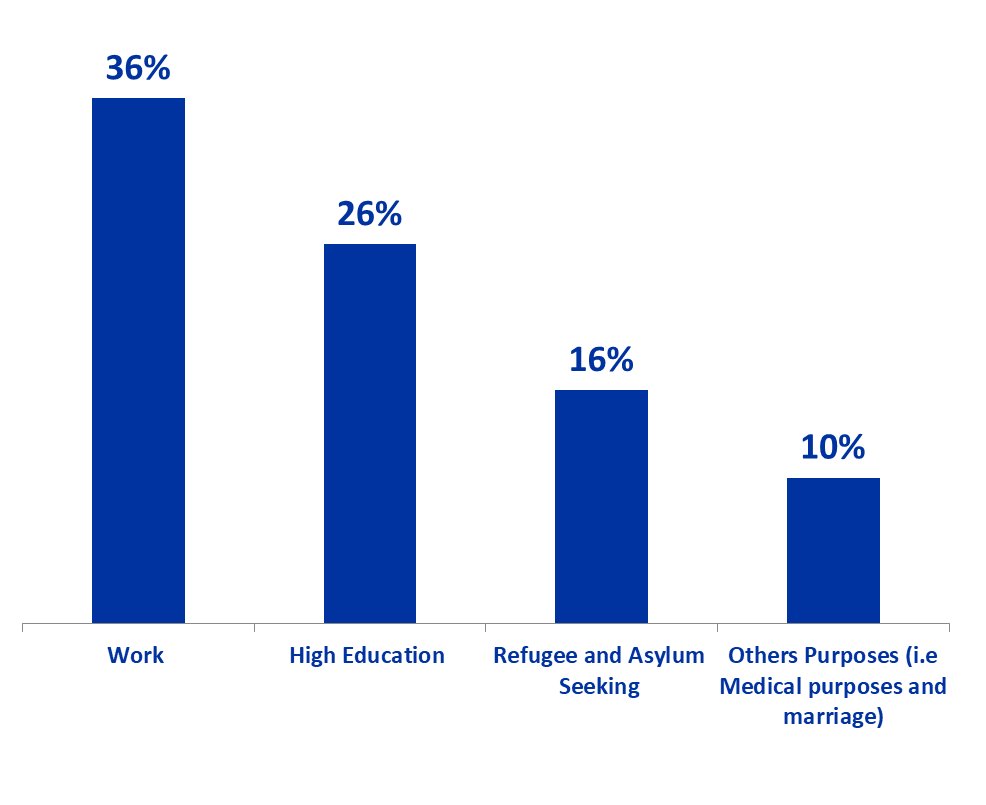 36%
26%
16%
10%
Work
High Education
Refugee and Asylum
Seeking
Others Purposes (i.e
Medical purposes and
marriage)